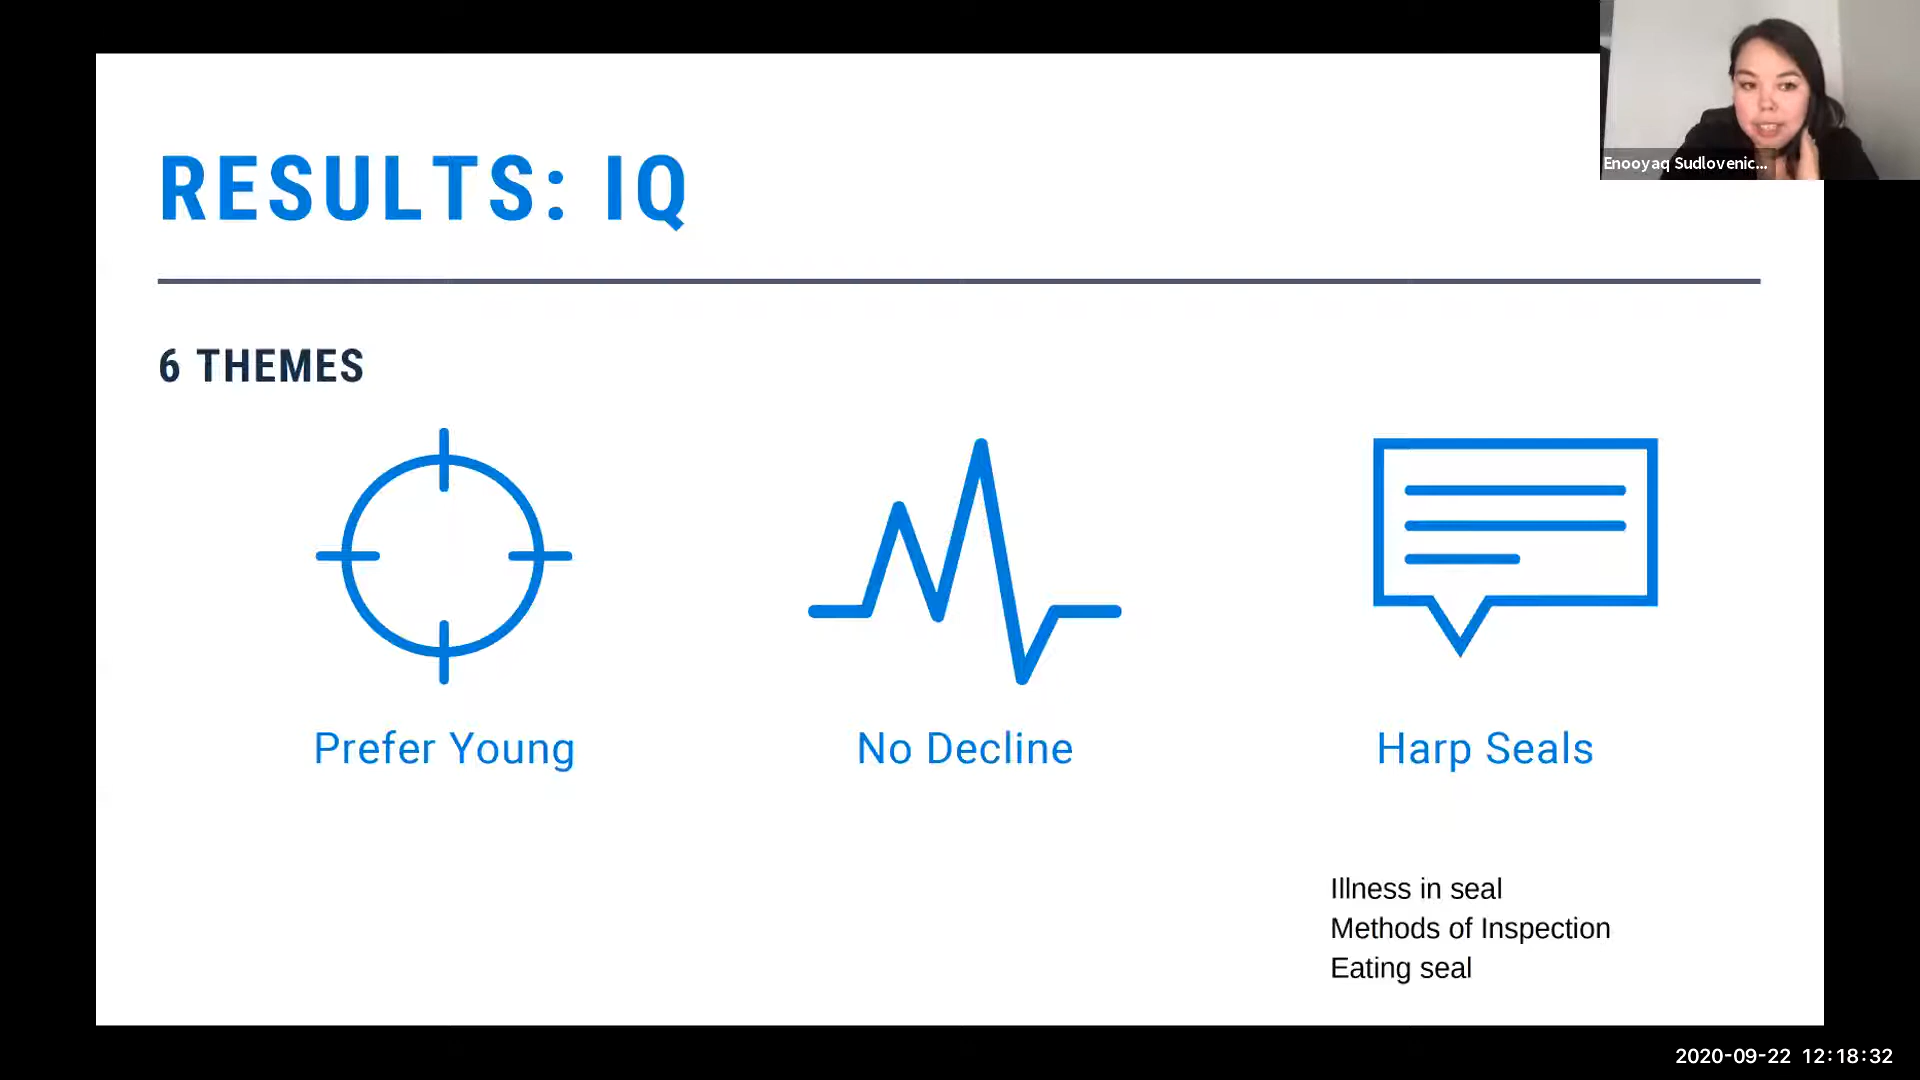 RESULTS: IQ
Enooyaq Sudlovenic...
6 THEMES
Prefer Young
No Decline
Harp Seals
Illness in seal
Methods of Inspection
Eating seal
2020-09-22 12:18:32